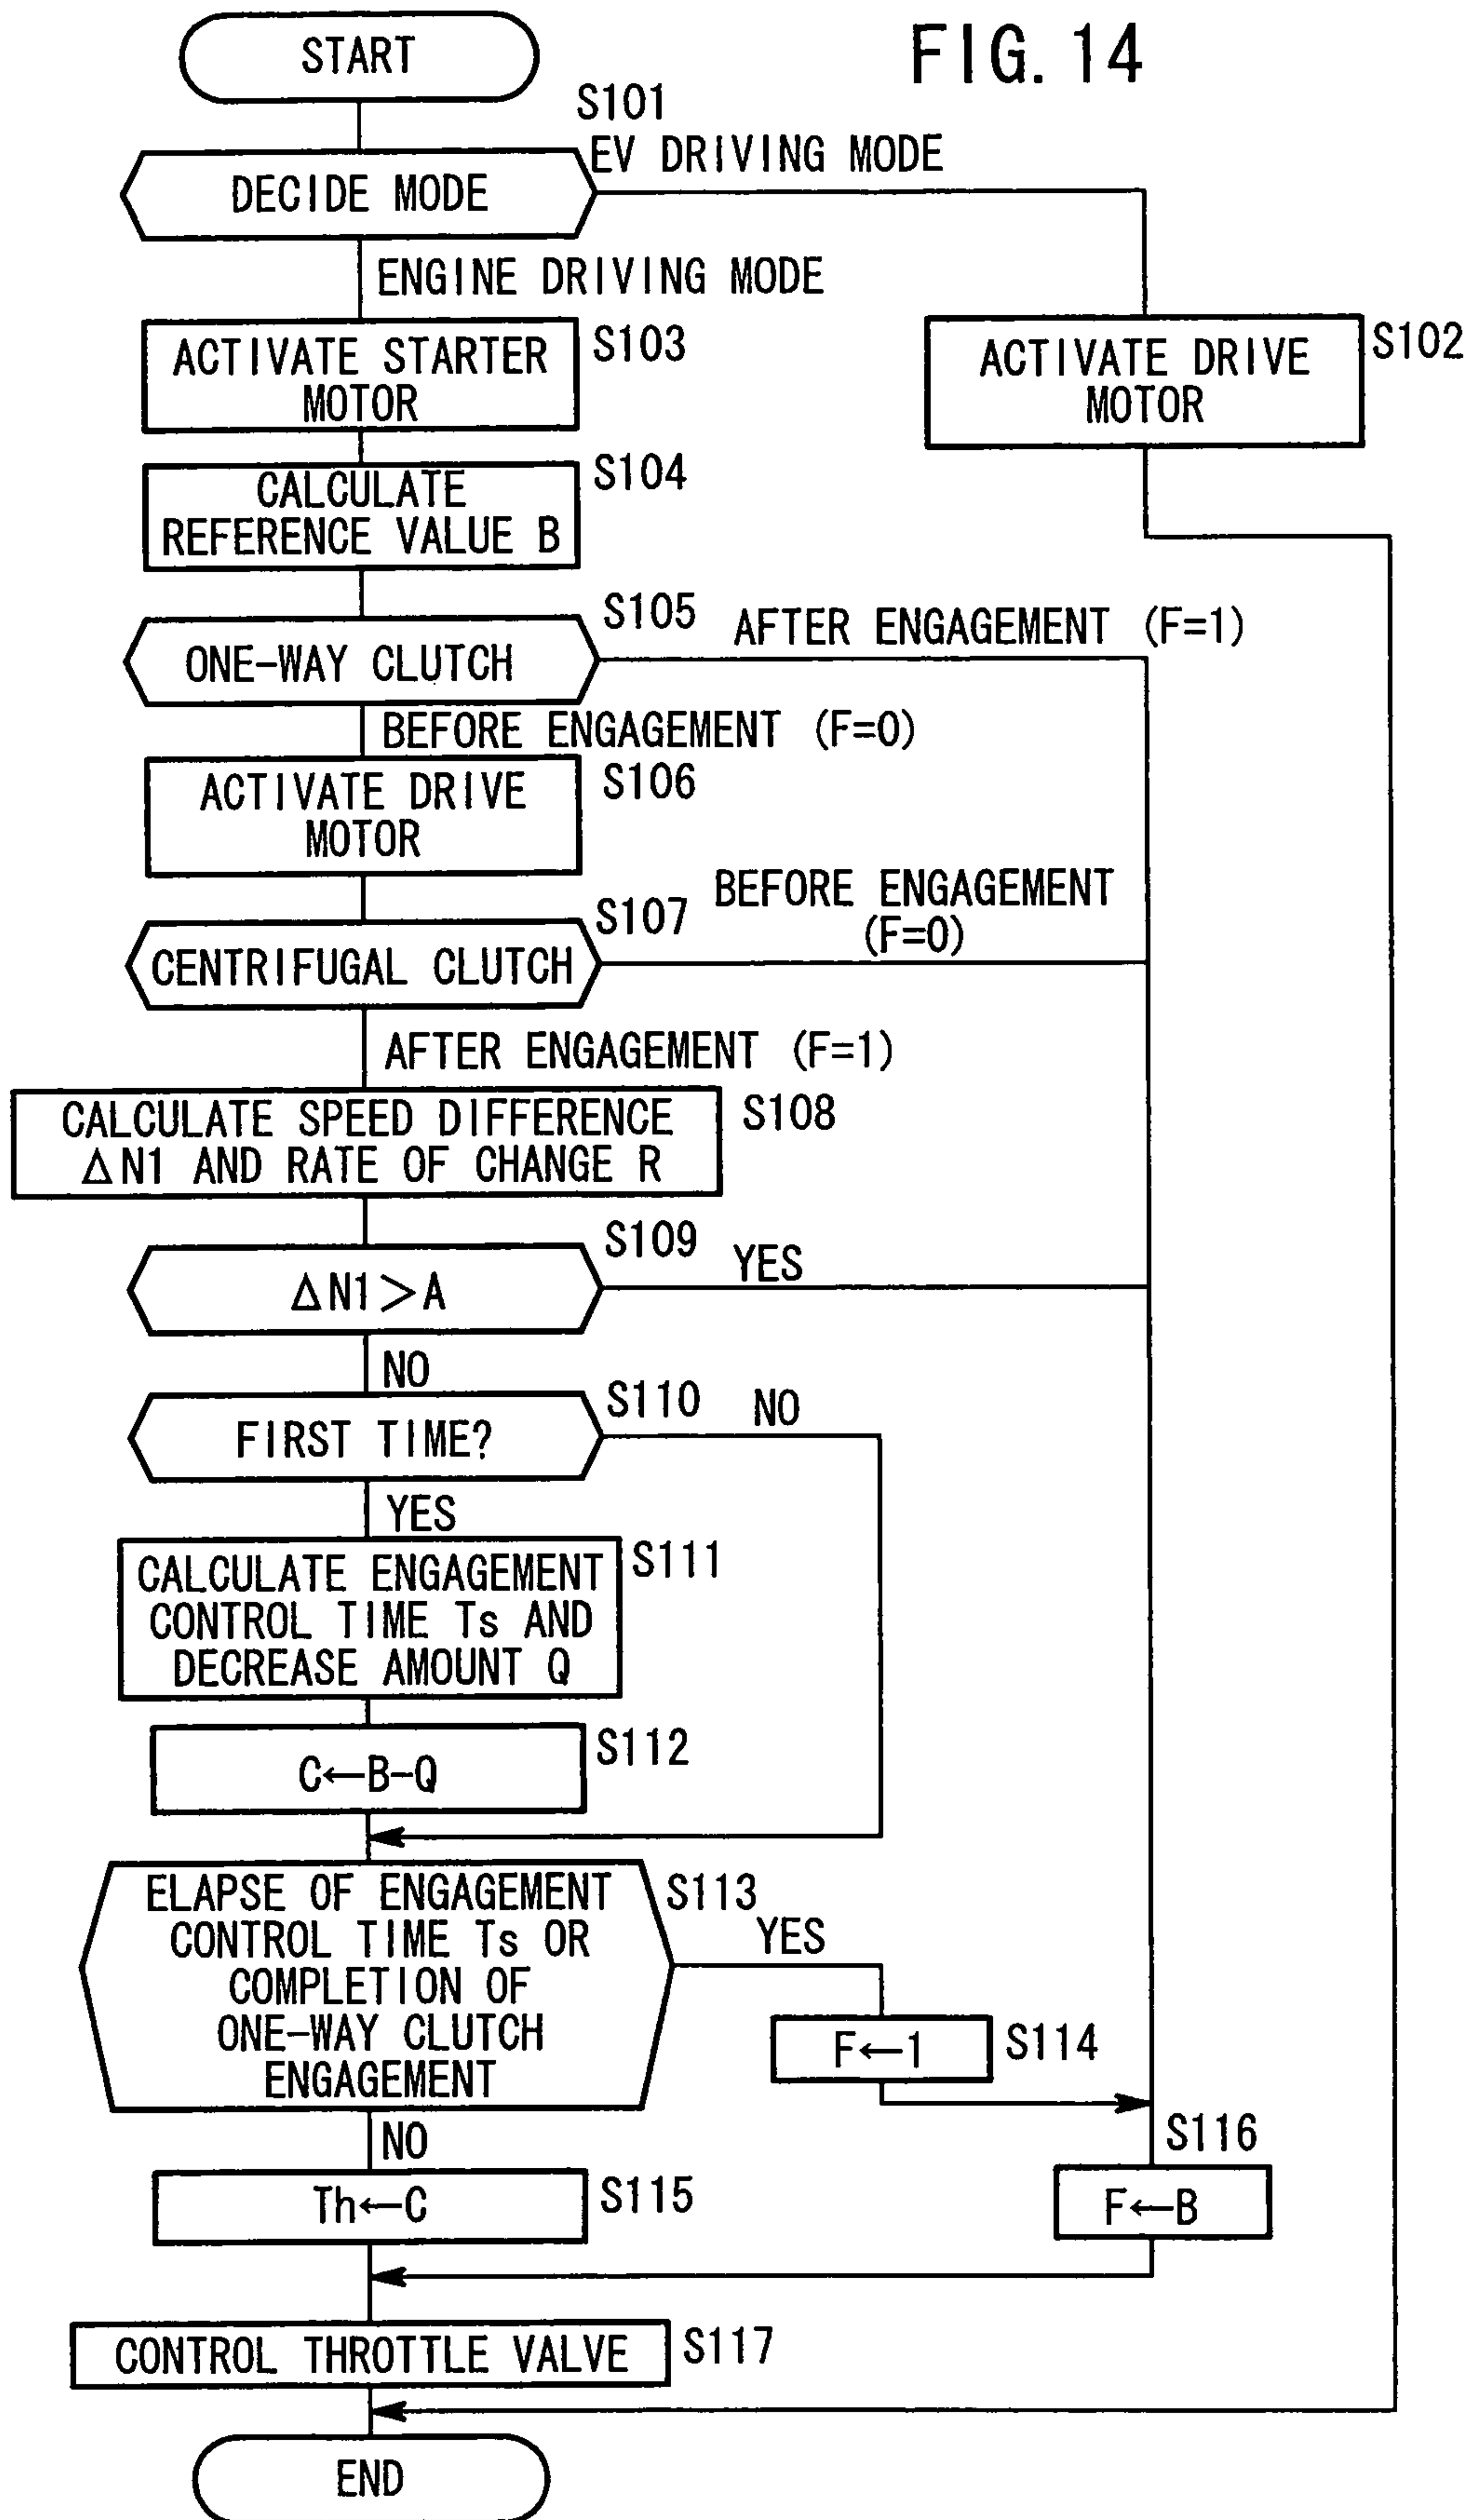 FIG. 14
START
S101
EV DRIVING MODE
DECIDE MODE
ENGINE DRIVING MODE
S103
ACTIVATE STARTER
MOTOR
S102
ACTIVATE DRIVE
MOTOR
S104
CALCULATE
REFERENCE VALUE B
S105
AFTER ENGAGEMENT (F=1)
ONE-WAY CLUTCH
BEFORE ENGAGEMENT (F=0)
S106
ACTIVATE DRIVE
MOTOR
S107
BEFORE ENGAGEMENT
(F=0)
CENTRIFUGAL CLUTCH
AFTER ENGAGEMENT (F=1)
CALCULATE SPEED DIFFERENCE
△N1 AND RATE OF CHANGE R
S108
S109
YES
△N1>A
NO
S110
NO
FIRST TIME?
YES
S111
CALCULATE ENGAGEMENT
CONTROL TIME Ts AND
DECREASE AMOUNT Q
S112
C←B-Q
ELAPSE OF ENGAGEMENT
CONTROL TIME Ts OR
COMPLETION OF
ONE-WAY CLUTCH
ENGAGEMENT
S113
YES
F←1
S114
NO
S116
Th←C
S115
F←B
CONTROL THROTTLE VALVE
S117
END